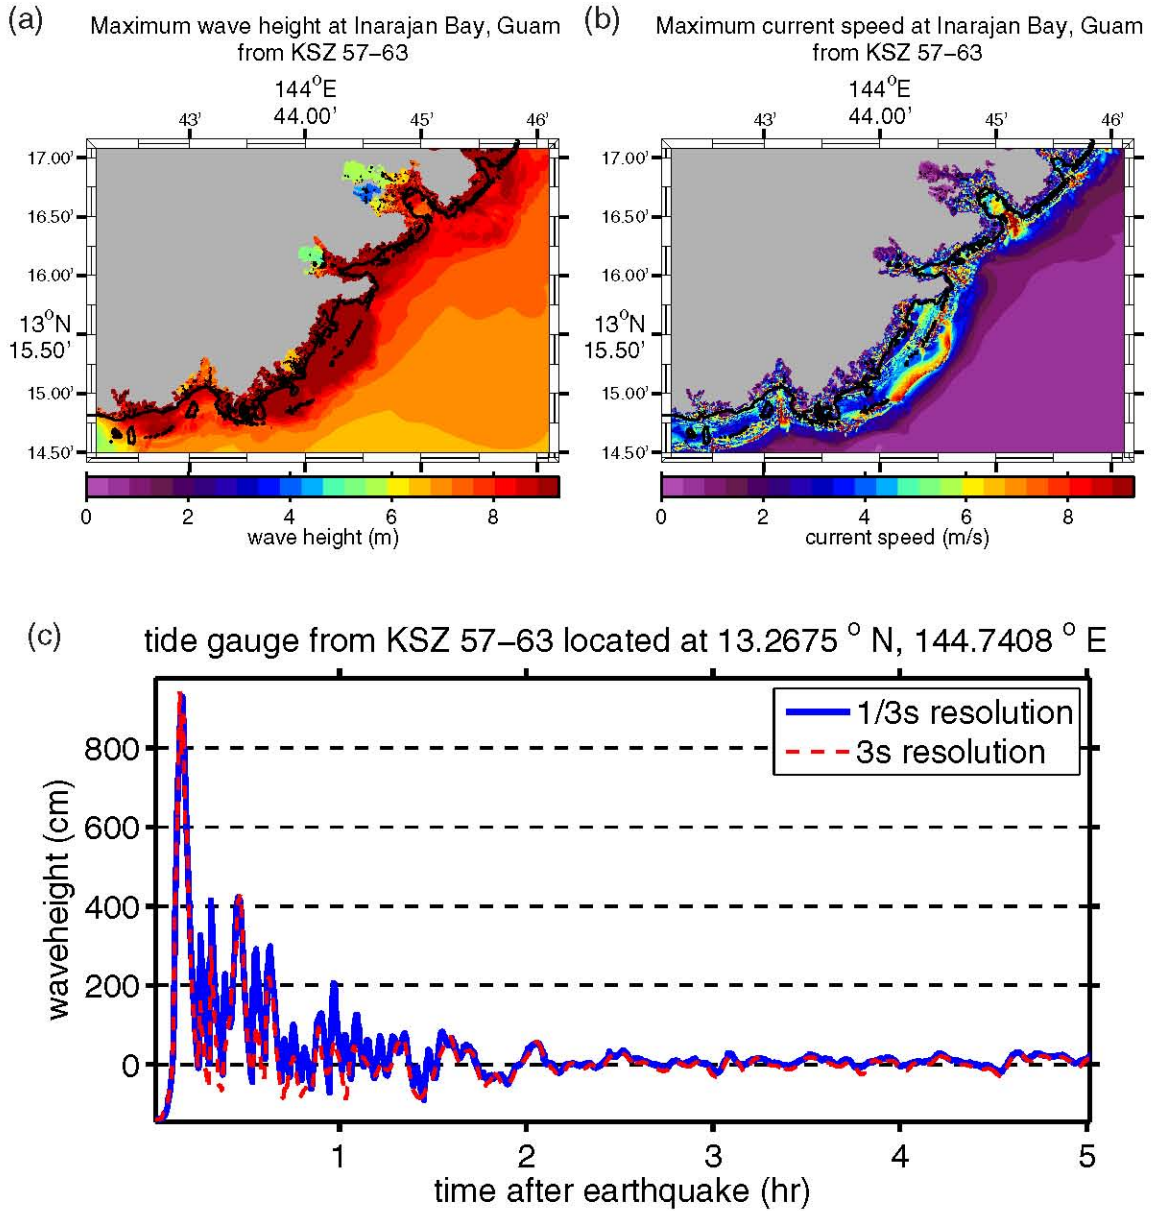 (a)
Maximum wave height at Inarajan Bay, Guam
from KSZ 57–63
144°E
43' 44.00' 45' 46'
17.00'
16.50'
16.00'
13°N
15.50'
15.00'
14.50'
0 2 4 6 8
wave height (m)
(b)
Maximum current speed at Inarajan Bay, Guam
from KSZ 57–63
144°E
43' 44.00' 45' 46'
17.00'
16.50'
16.00'
13°N
15.50'
15.00'
14.50'
0 2 4 6 8
current speed (m/s)
(c)
tide gauge from KSZ 57–63 located at 13.2675 ° N, 144.7408 ° E
1/3s resolution
3s resolution
waveheight (cm)
800
600
400
200
0
1 2 3 4 5
time after earthquake (hr)